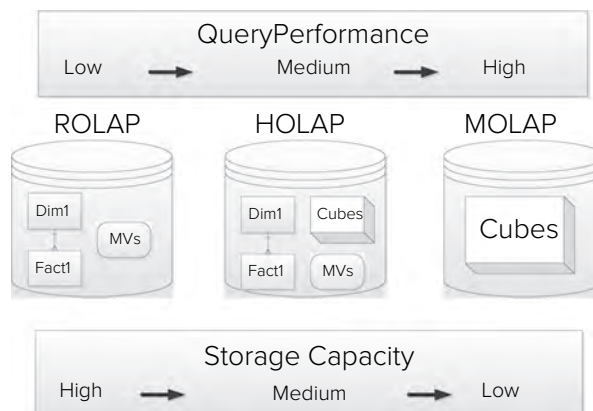 QueryPerformance
Low Medium High
ROLAP HOLAP MOLAP
Dim1 MVs Fact1
Dim1 Cubes Fact1 MVs
Cubes
Storage Capacity
High Medium Low